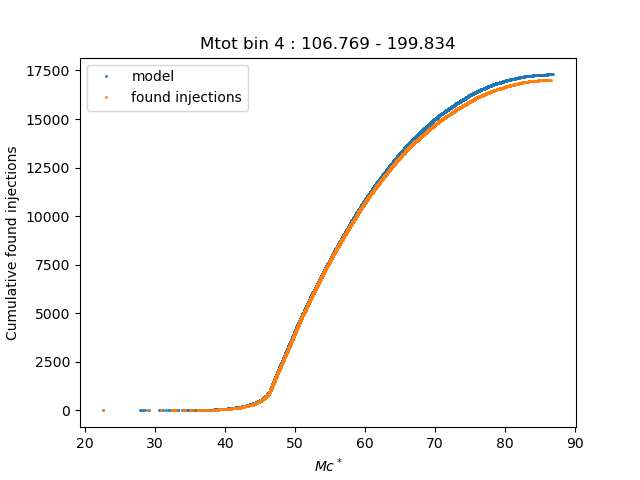 Mtot bin 4 : 106.769 - 199.834
model
found injections
17500
15000
12500
10000
7500
5000
2500
0
Cumulative found injections
20 30 40 50 60 70 80 90
Mc*